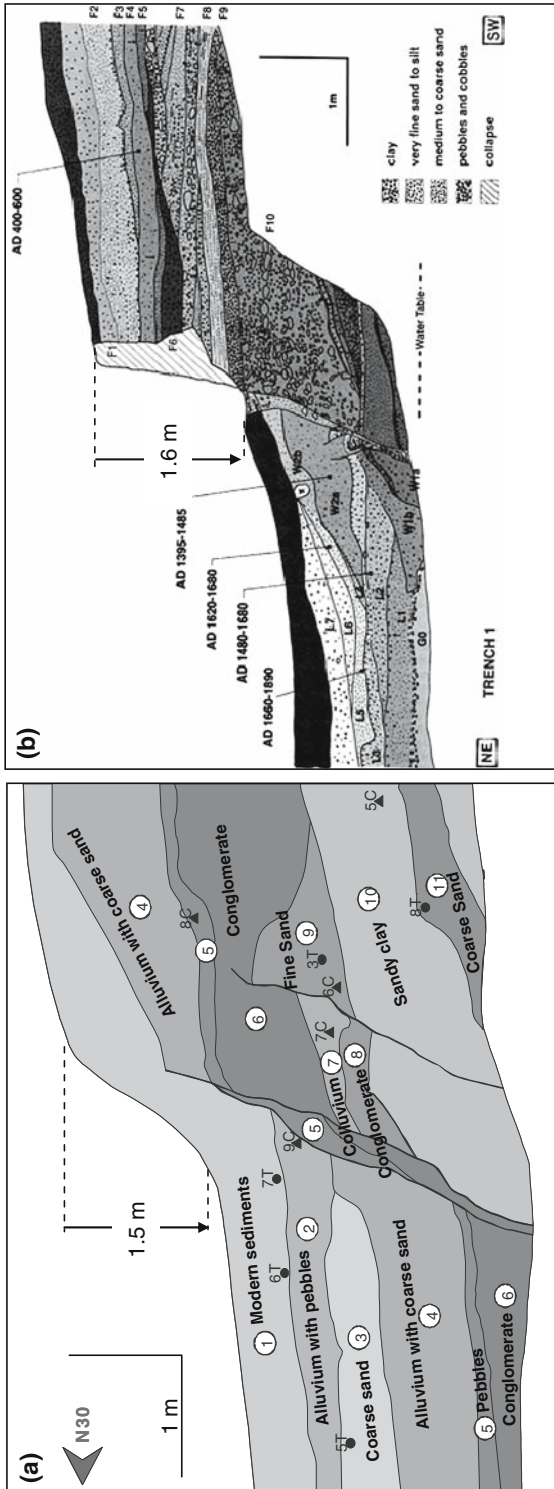 (a)
N30
1 m
1.5 m
1 Modern sediments
6T
7T
9C
Alluvium with pebbles
2
5
5T
3
Coarse sand
7
Colluvium
7C
8
Conglomerate
Alluvium with coarse sand
4
5 Pebbles
Conglomerate 6
Alluvium with coarse sand
4
8C
5
Conglomerate
6
Fine Sand
9
3T
6C
10
Sandy clay
5C
8T
11
Coarse Sand
(b)
1.6 m
AD 400-600
F1
F2
F3
F4
F5
F6
F7
F8
F9
F10
1m
SW
clay
very fine sand to silt
medium to coarse sand
pebbles and cobbles
collapse
Water Table
AD 1395-1485
AD 1620-1680
AD 1480-1680
AD 1660-1890
W2b
W2a
L7
L6
L5
L3
L2
L1
W1b
W1a
G0
NE
TRENCH 1